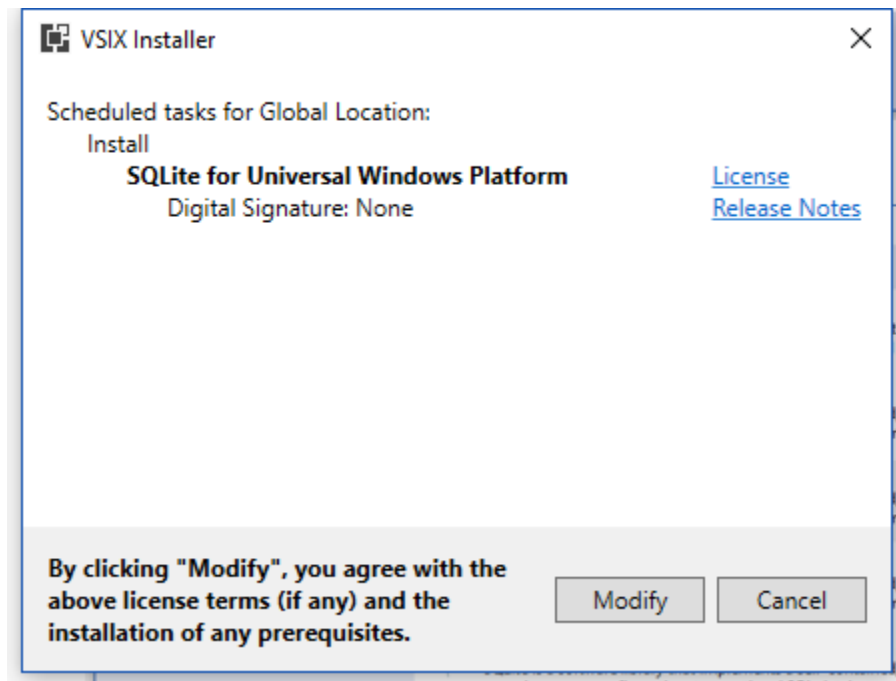 VSIX Installer
Scheduled tasks for Global Location:
Install
SQLite for Universal Windows Platform License
Digital Signature: None Release Notes
By clicking "Modify", you agree with the
above license terms (if any) and the
installation of any prerequisites.
Modify Cancel